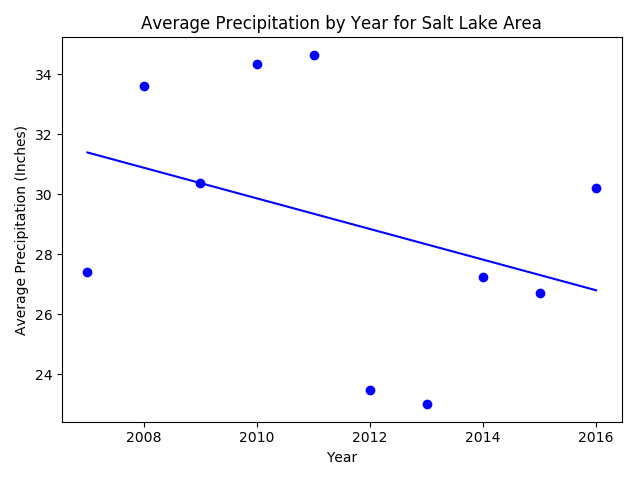 Average Precipitation by Year for Salt Lake Area
Average Precipitation (Inches)
34
32
30
28
26
24
2008 2010 2012 2014 2016
Year